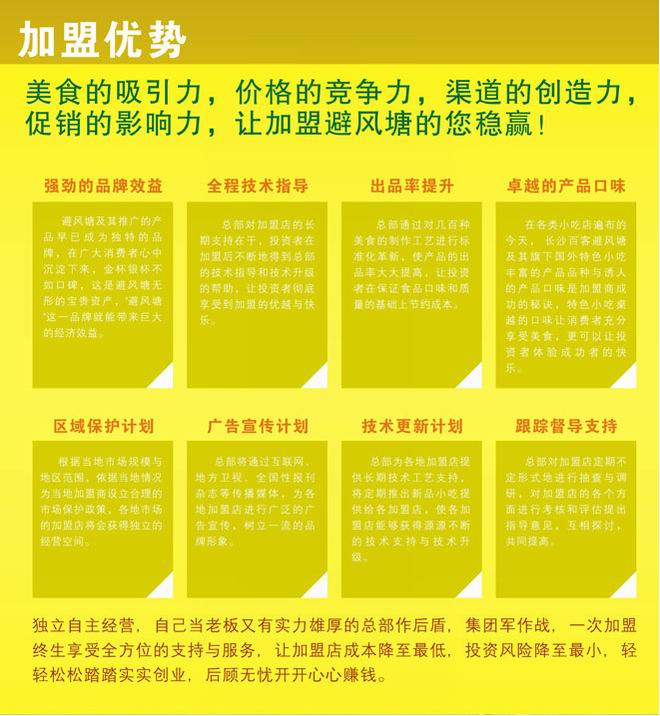 加盟优势
美食的吸引力，价格的竞争力，渠道的创造力，
促销的影响力，让加盟避风塘的您稳赢！
强劲的品牌效益
避风塘及其推广的产
品早已成为独特的品
牌，在广大消费者心中
沉淀下来，金杯银杯不
如口碑，这是避风塘无
形的宝贵资产，“避风塘
”这一品牌就能带来巨大
的经济效益。
全程技术指导
总部对加盟店的长
期支持在于，投资者在
加盟后不断地得到总部
的技术指导和技术升级
的帮助，让投资者彻底
享受到加盟的优越与快
乐。
出品率提升
总部通过对几百种
美食的制作工艺进行标
准化革新，使产品的出
品率大大提高，让投资
者在保证食品口味和质
量的基础上节约成本。
卓越的产品口味
在各类小吃店遍布的
今天，长沙百客避风塘
及其旗下国外特色小吃
丰富的产品品种与诱人
的产品口味是加盟商成
功的秘诀，特色小吃桌
越的口味让消费者充分
享受美食，更可以让投
资者体验成功者的快
乐。
区域保护计划
根据当地市场规模与
地区范围，依据当地情况
为当地加盟商设立合理的
市场保护政策，各地市场
的加盟店将会获得独立的
经营空间。
广告宣传计划
总部将通过互联网、
地方卫视、全国性报刊
杂志等传播媒体，为各
地加盟店进行广泛的广
告宣传，树立一流的品
牌形象。
技术更新计划
总部为各地加盟店提
供长期技术工艺支持，
将定期推出新品小吃提
供给各加盟店，使各加
盟店能够获得源源不断
的技术支持与技术升
级。
跟踪督导支持
总部对加盟店定期不
定形式地进行抽查与调
研，对加盟店的各个方
面进行考核和评估提出
指导意见，互相探讨，
共同提高。
独立自主经营，自己当老板又有实力雄厚的总部作后盾，集团军作战，一次加盟
终生享受全方位的支持与服务，让加盟店成本降至最低，投资风险降至最小，轻
轻松松踏踏实实创业，后顾无忧开开心心赚钱。